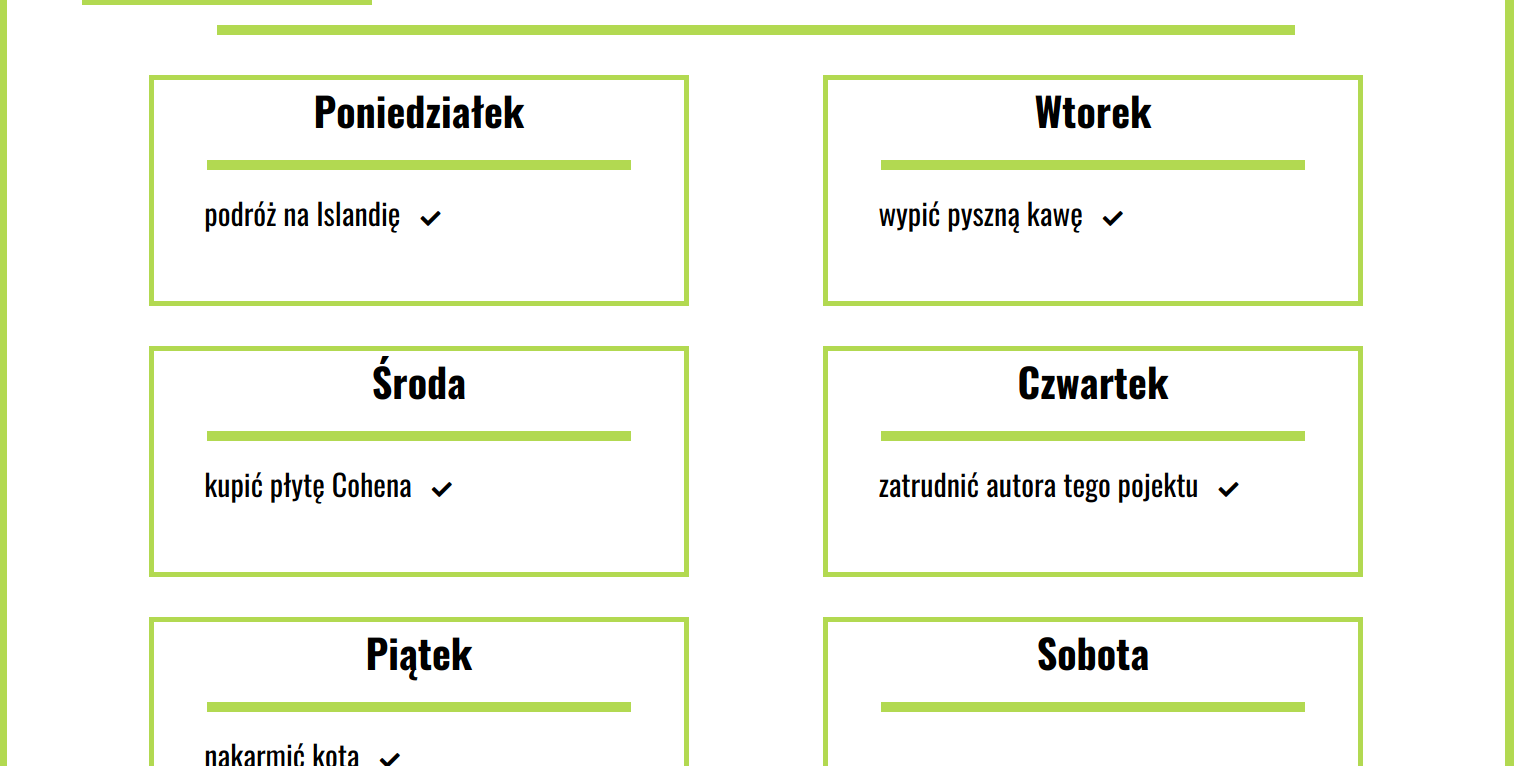 Poniedziałek
podróż na Islandię
Wtorek
wypić pyszną kawę
Środa
kupić płytę Cohena
Czwartek
zatrudnić autora tego pojektu
Piątek
nakarmić kota
Sobota